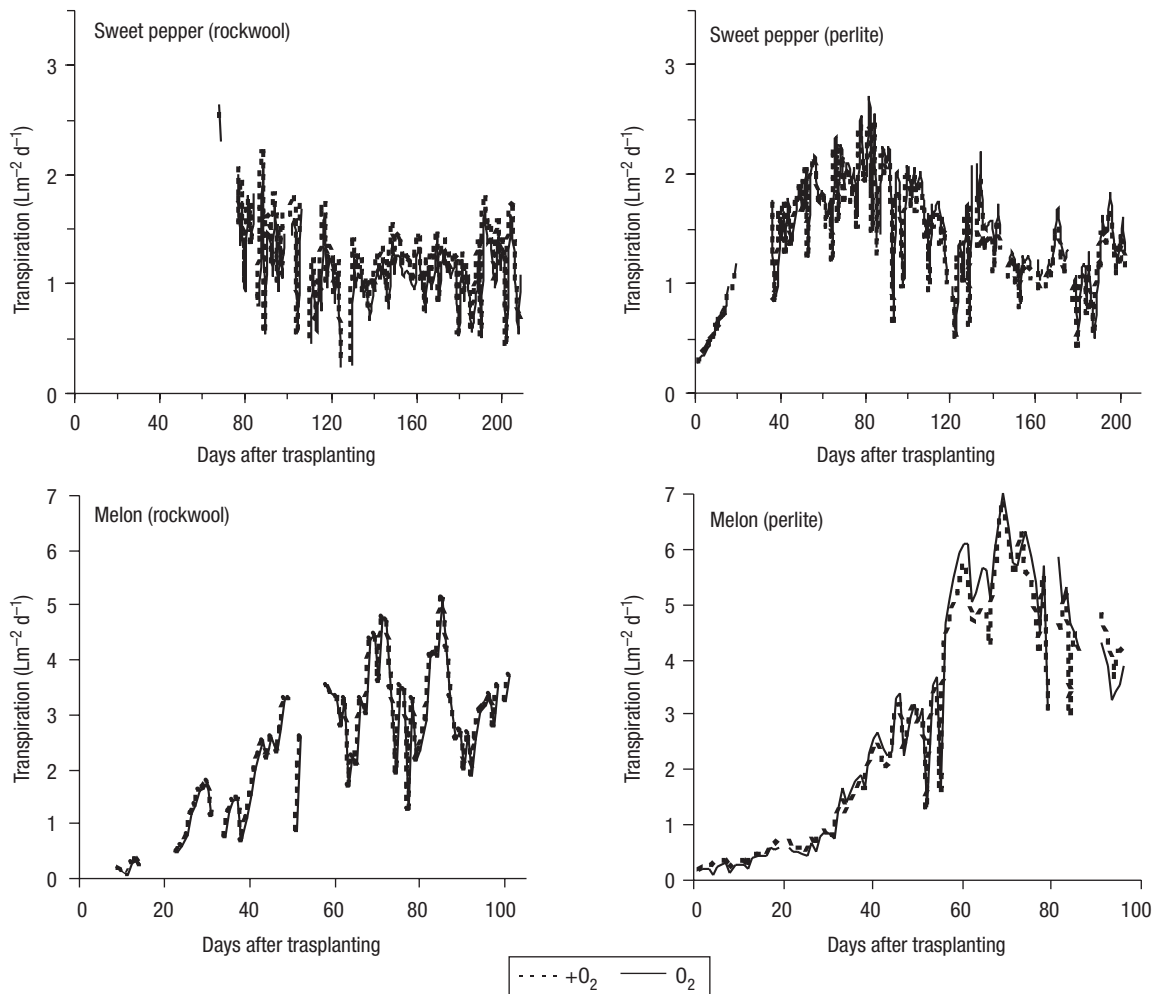 Sweet pepper (rockwool)
Transpiration (Lm⁻² d⁻¹)
3
2
1
0
0 40 80 120 160 200
Days after trasplanting
Sweet pepper (perlite)
Transpiration (Lm⁻² d⁻¹)
3
2
1
0
0 40 80 120 160 200
Days after trasplanting
Melon (rockwool)
Transpiration (Lm⁻² d⁻¹)
7
6
5
4
3
2
1
0
0 20 40 60 80 100
Days after trasplanting
Melon (perlite)
Transpiration (Lm⁻² d⁻¹)
7
6
5
4
3
2
1
0
0 20 40 60 80 100
Days after trasplanting
+O₂ O₂